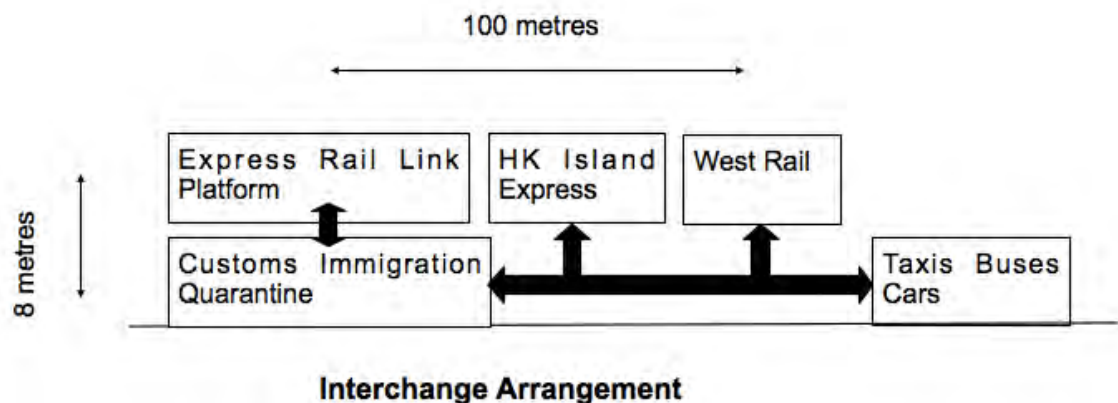 100 metres
Express Rail Link
Platform
HK Island
Express
West Rail
8 metres
Customs Immigration
Quarantine
Taxis Buses
Cars
Interchange Arrangement